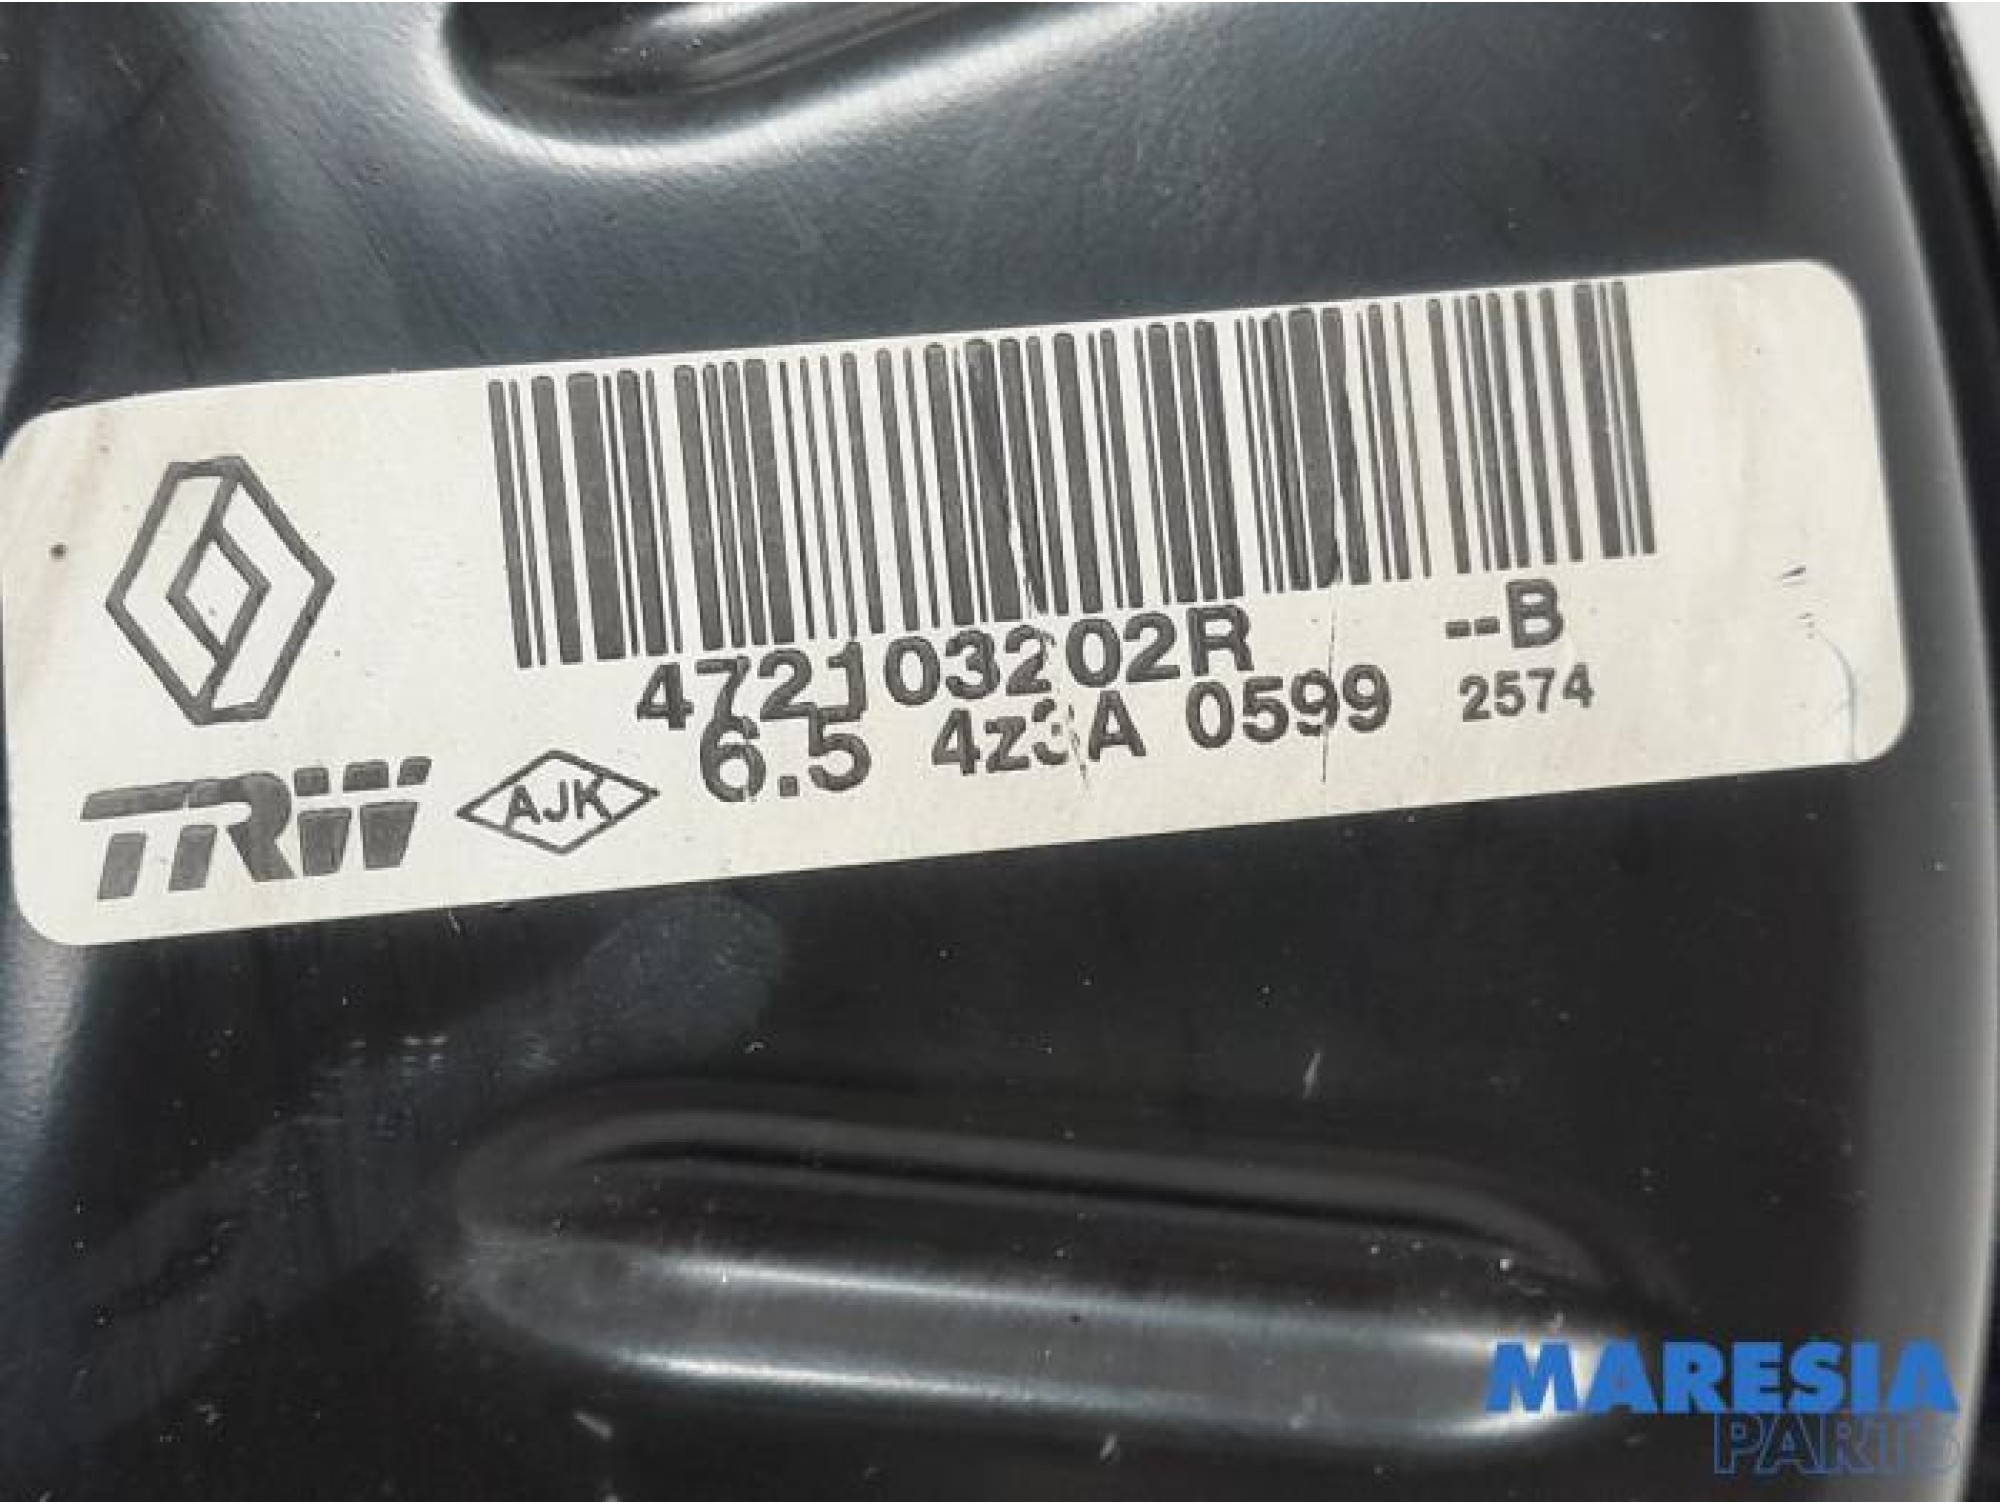 472103202R --B
6.5 4z3A 0599 2574
TRW AJK
MARESIA
PARTS